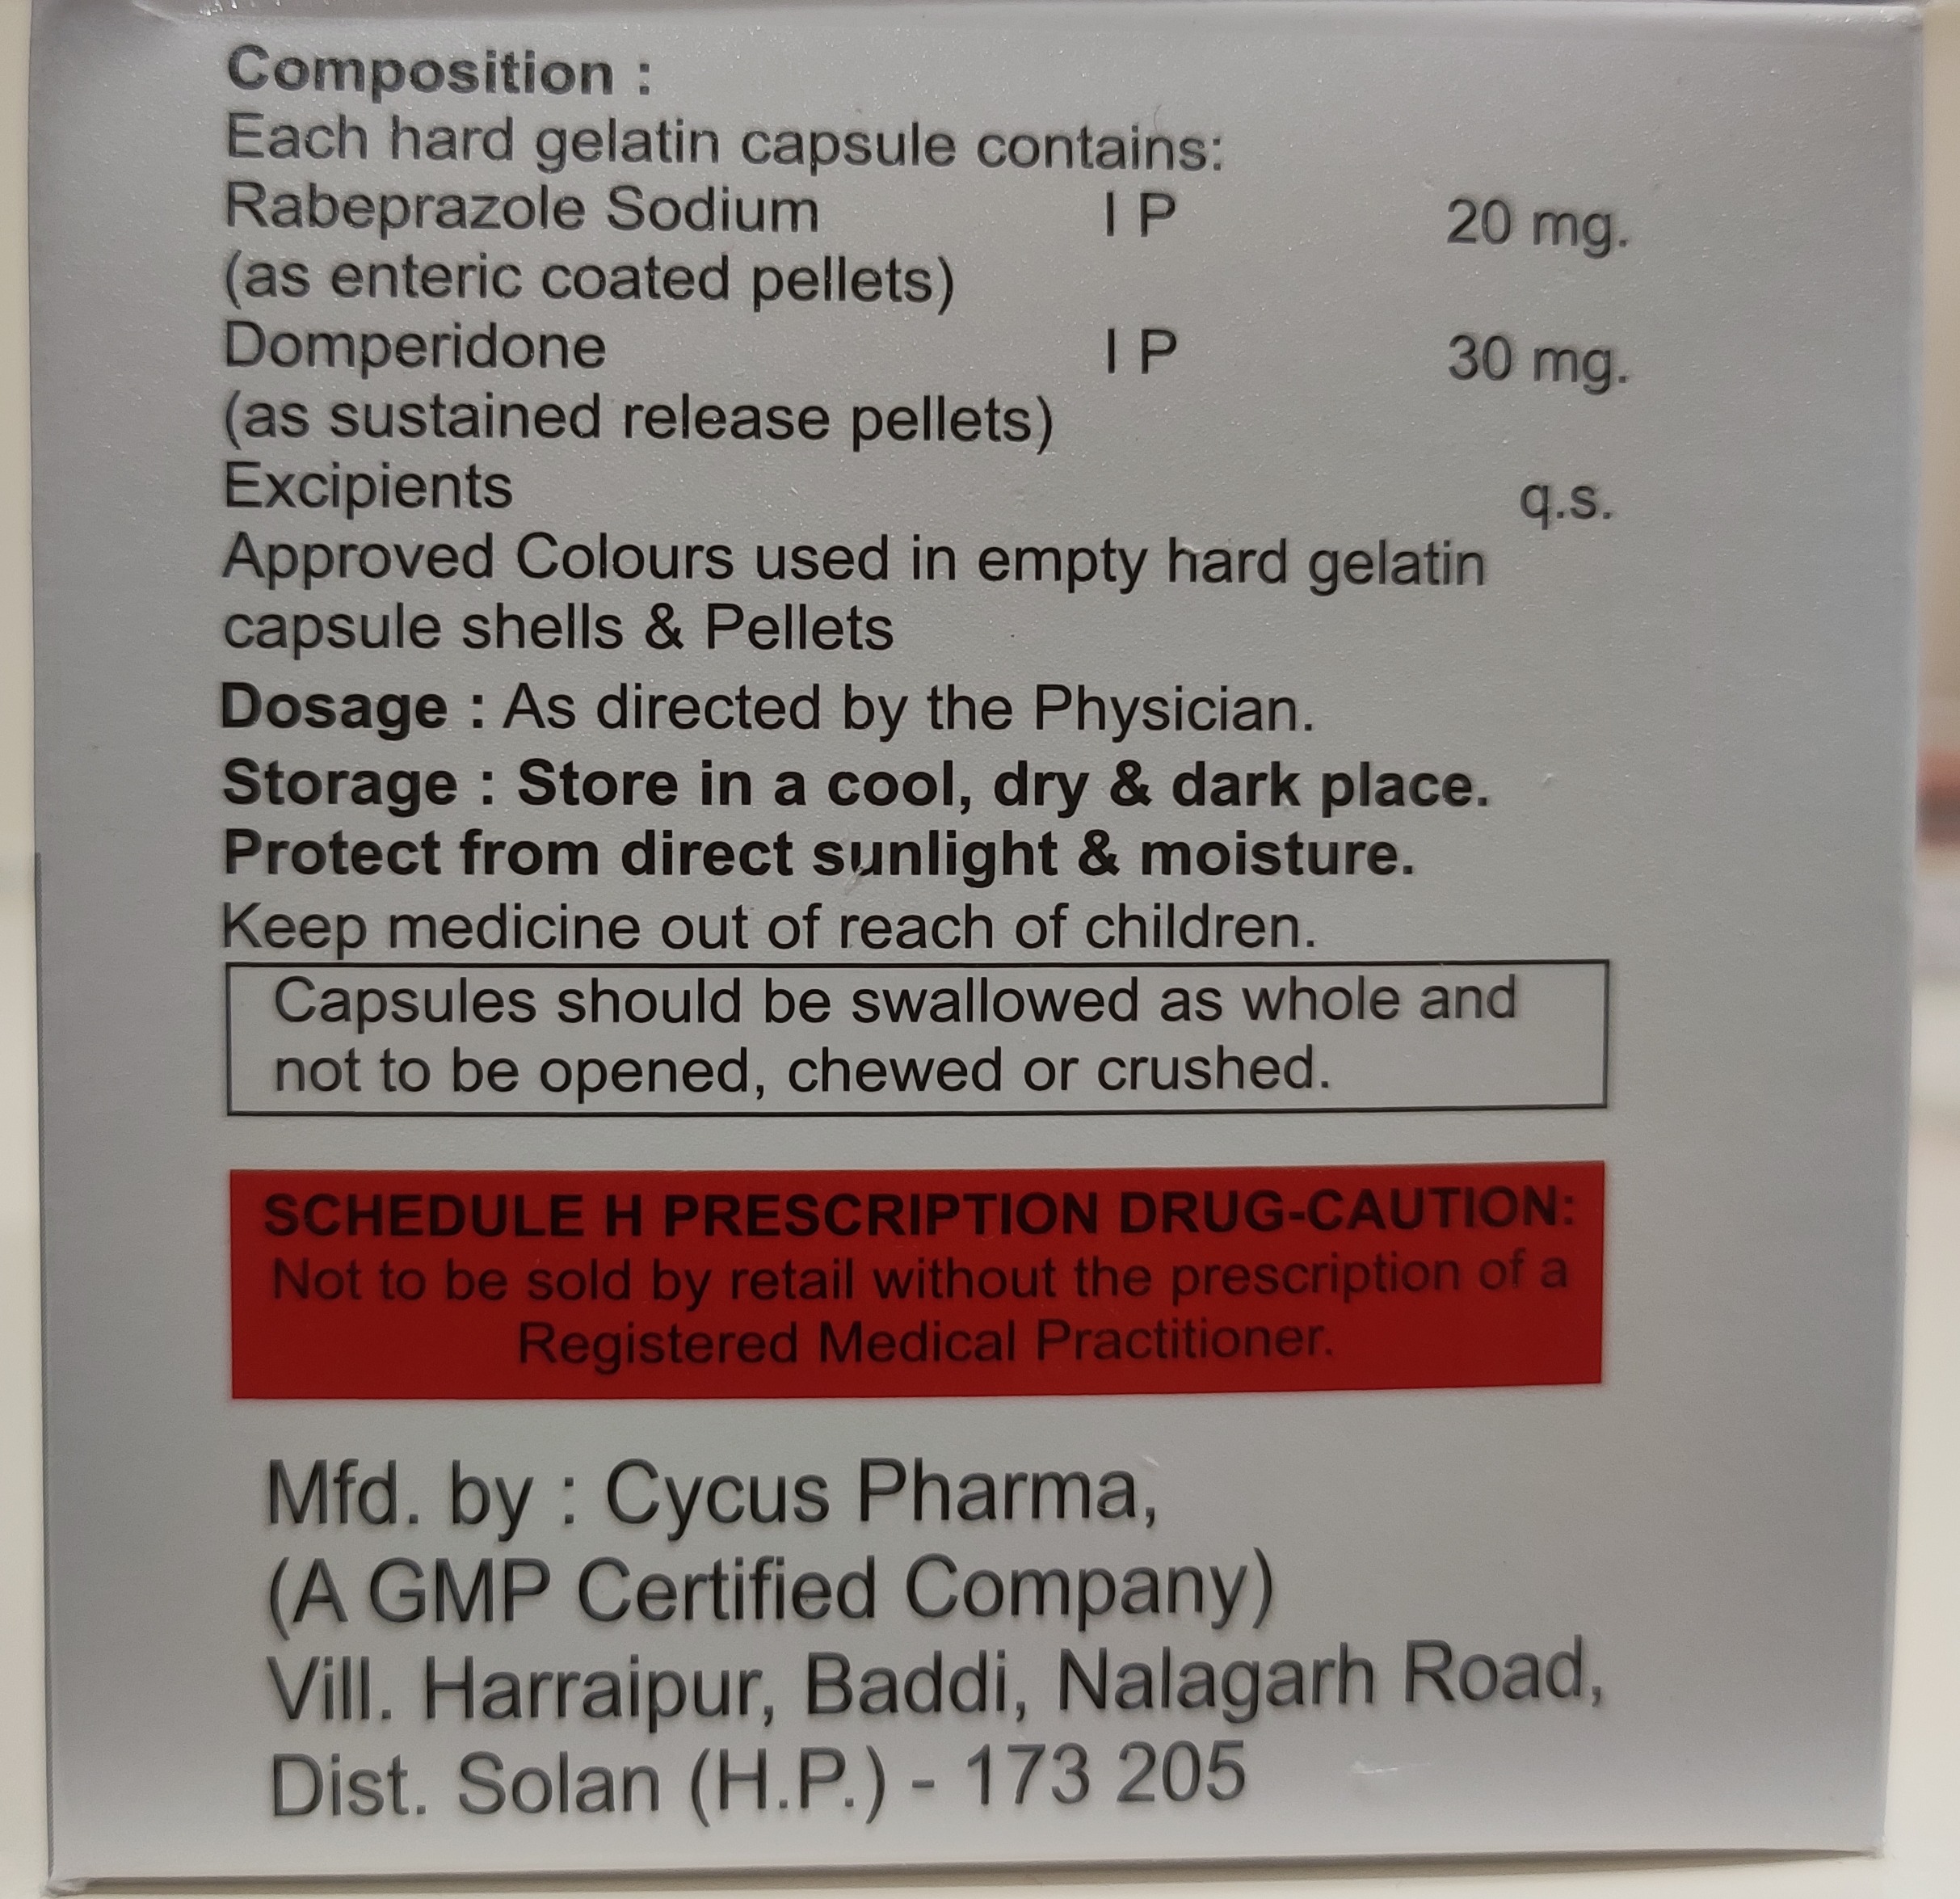 Composition :
Each hard gelatin capsule contains:
Rabeprazole Sodium I P 20 mg.
(as enteric coated pellets)
Domperidone I P 30 mg.
(as sustained release pellets)
Excipients q.s.
Approved Colours used in empty hard gelatin
capsule shells & Pellets
Dosage : As directed by the Physician.
Storage : Store in a cool, dry & dark place.
Protect from direct sunlight & moisture.
Keep medicine out of reach of children.
Capsules should be swallowed as whole and
not to be opened, chewed or crushed.
SCHEDULE H PRESCRIPTION DRUG-CAUTION:
Not to be sold by retail without the prescription of a
Registered Medical Practitioner.
Mfd. by : Cycus Pharma,
(A GMP Certified Company)
Vill. Harraipur, Baddi, Nalagarh Road,
Dist. Solan (H.P.) - 173 205